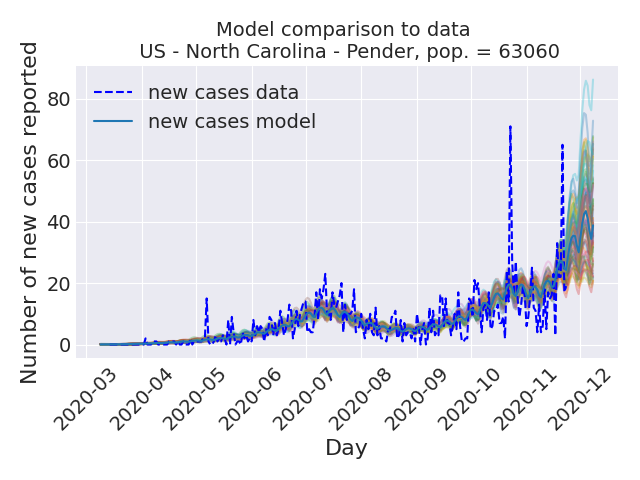 Model comparison to data
US - North Carolina - Pender, pop. = 63060
Number of new cases reported
80
60
40
20
0
new cases data
new cases model
2020-03
2020-04
2020-05
2020-06
2020-07
2020-08
2020-09
2020-10
2020-11
2020-12
Day